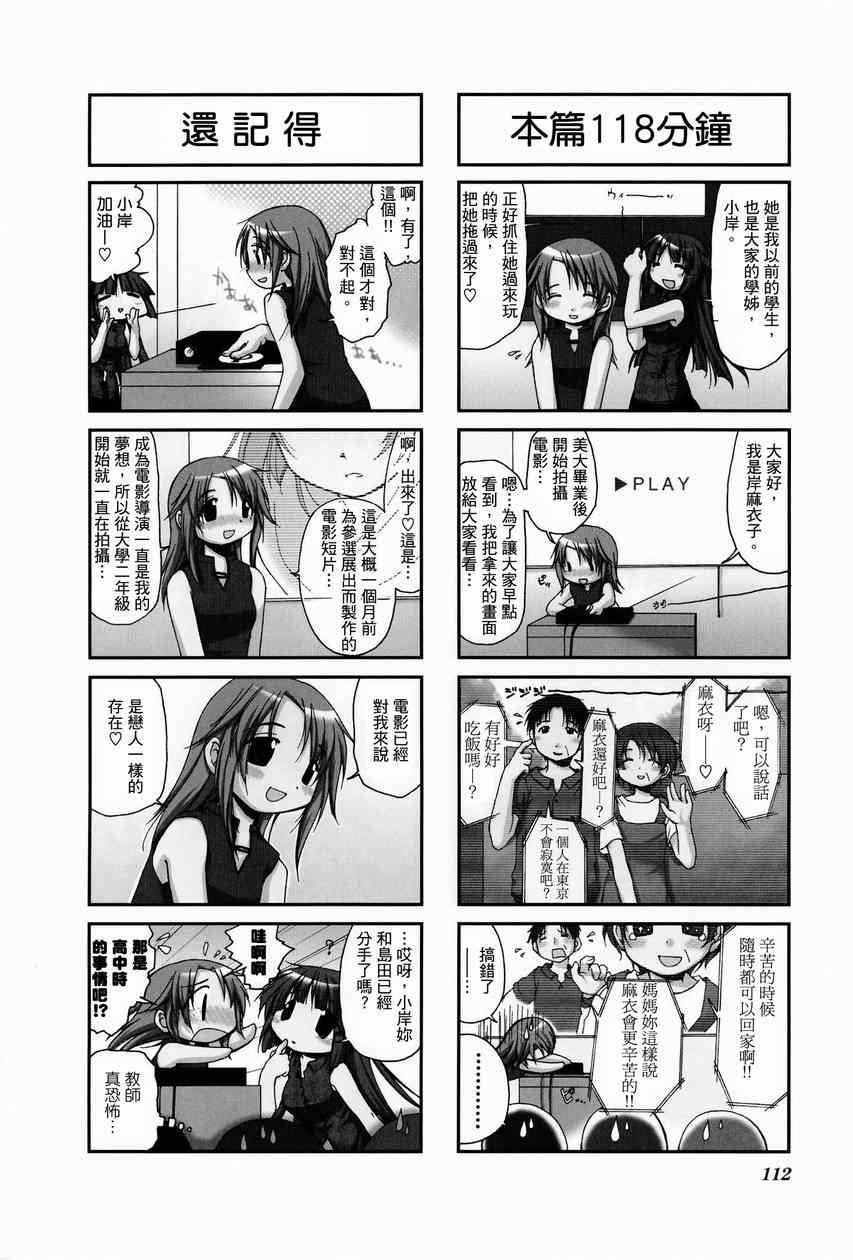 本篇118分鐘
她是我以前的學生，
也是大家的學姊，
小岸。
正好抓住她過來玩
的時候，
把她拖過來了♡
大家好，
我是岸麻衣子。
▶PLAY
美大畢業後
開始拍攝
電影…
嗯…為了讓大家早點
看到，我把拿來的畫面
放給大家看看…
嗯，可以說話
了吧？
麻衣呀——♡
ジジジ
麻衣還好吧—？
一個人在東京
不會寂寞吧？
有好好
吃飯嗎—？
辛苦的時候
隨時都可以回家啊!!
媽媽妳這樣說
麻衣會更辛苦的!!
搞錯了
………
還記得
啊，有了，
這個!!
這個才對
對不起。
小岸
加油—♡
啊，出來了♡這是…
這是大概一個月前
為參選展出而製作的
電影短片…
成為電影導演一直是我的
夢想，所以從大學二年級
開始就一直在拍攝…
電影已經
對我來說
是戀人一樣的
存在♡
…哎呀，小岸妳
和島田已經
分手了嗎？
哇啊啊
那是
高中時
的事情吧!?
教師
真恐怖…
112